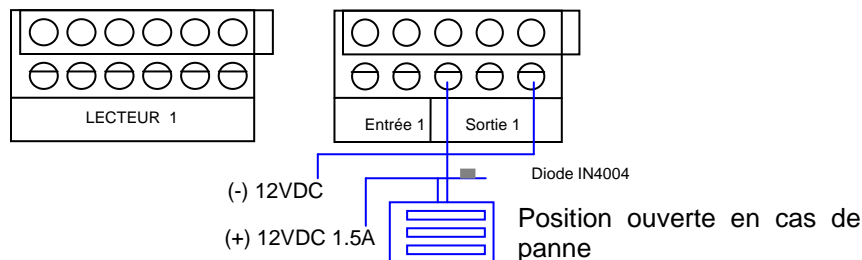 LECTEUR 1
Entrée 1
Sortie 1
Diode IN4004
(-) 12VDC
(+) 12VDC 1.5A
Position ouverte en cas de
panne